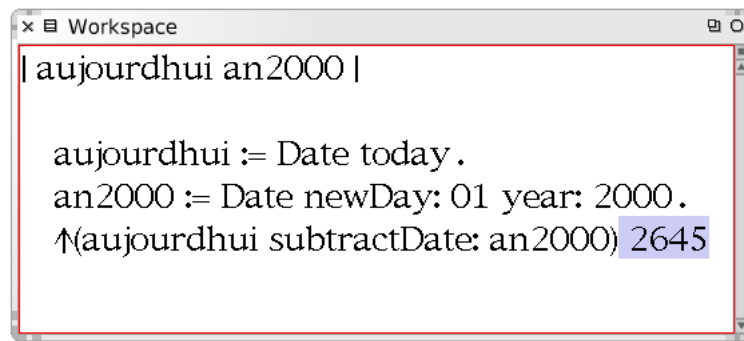 Workspace
| aujourdhui an2000 |
aujourdhui := Date today.
an2000 := Date newDay: 01 year: 2000.
↑(aujourdhui subtractDate: an2000) 2645